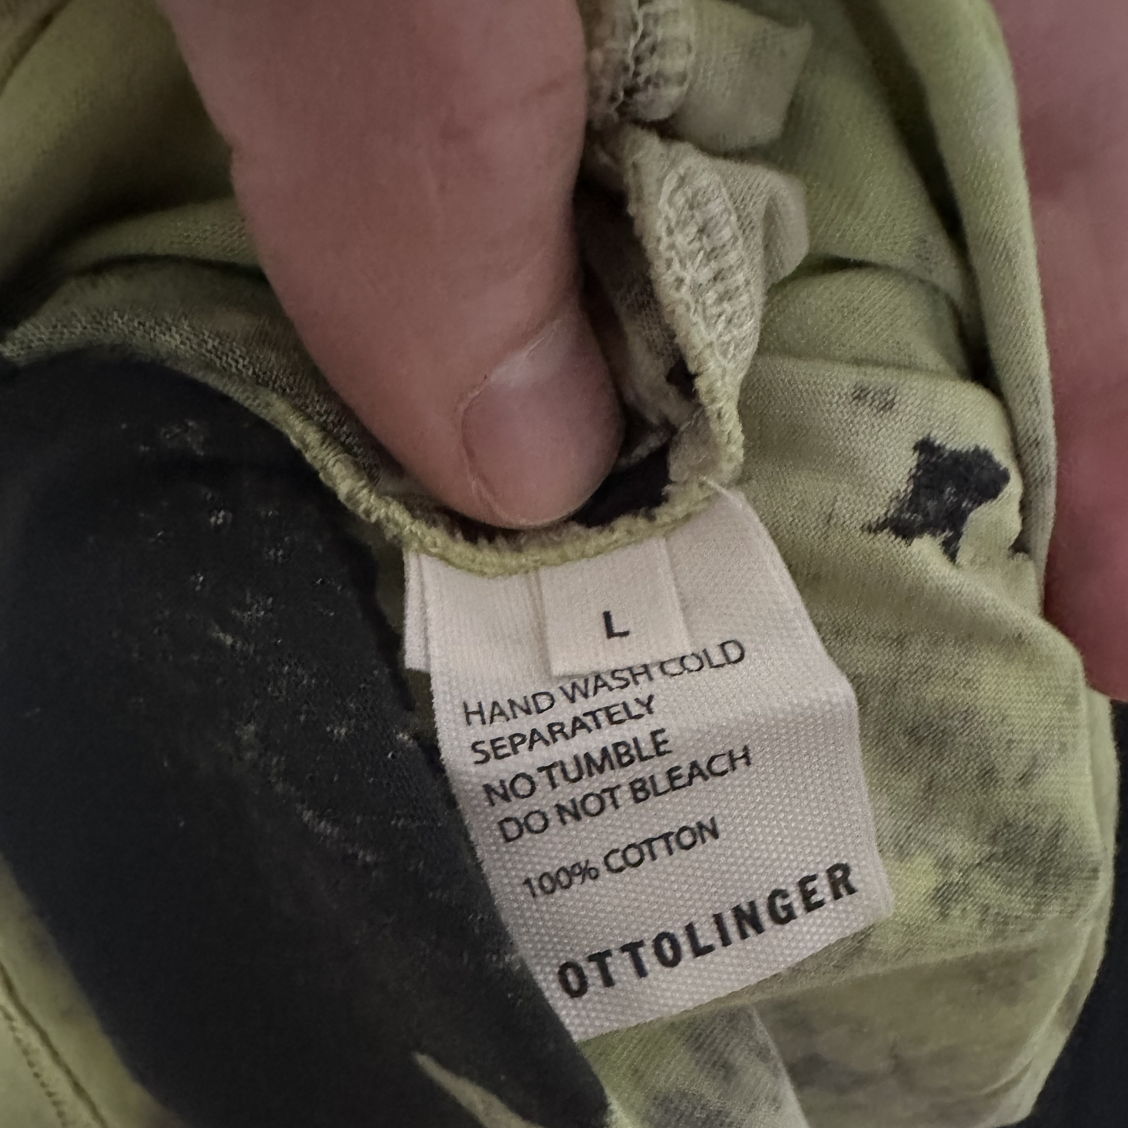 L
HAND WASH COLD
SEPARATELY
NO TUMBLE
DO NOT BLEACH
100% COTTON
OTTOLINGER